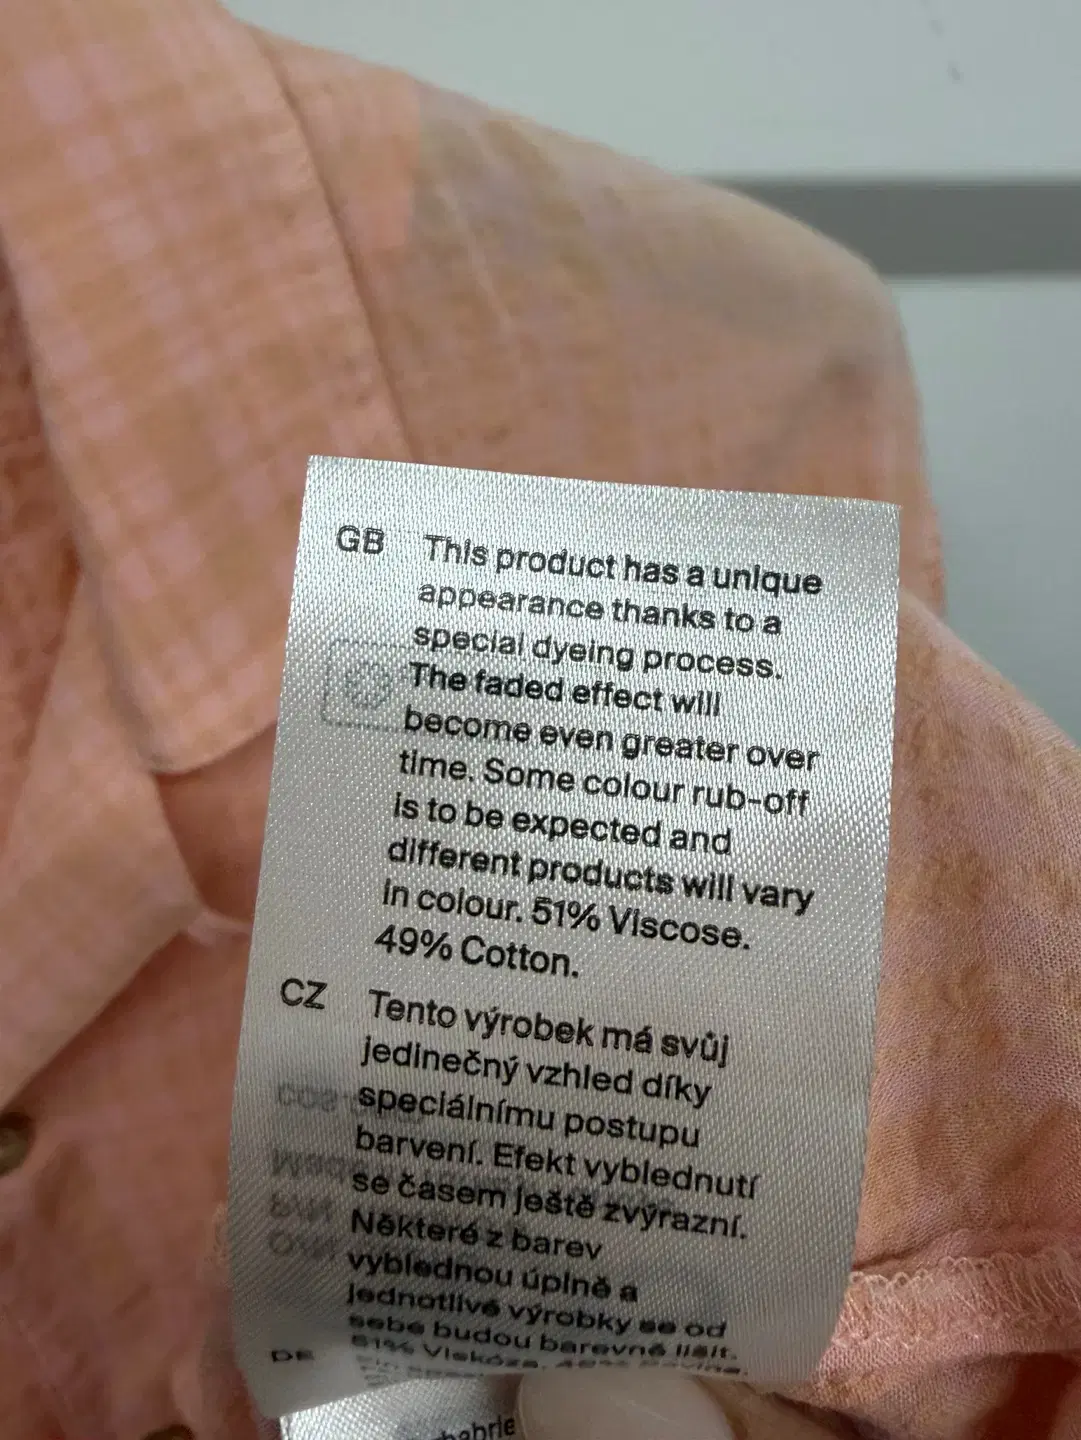 GB This product has a unique
appearance thanks to a
special dyeing process.
The faded effect will
become even greater over
time. Some colour rub-off
is to be expected and
different products will vary
in colour. 51% Viscose.
49% Cotton.
CZ Tento výrobek má svůj
jedinečný vzhled díky
speciálnímu postupu
barvení. Efekt vyblednutí
se časem ještě zvýrazní.
Některé z barev
vyblednou úplně a
jednotlivé výrobky se od
sebe budou barevně lišit.
51% Viskóza.
DE